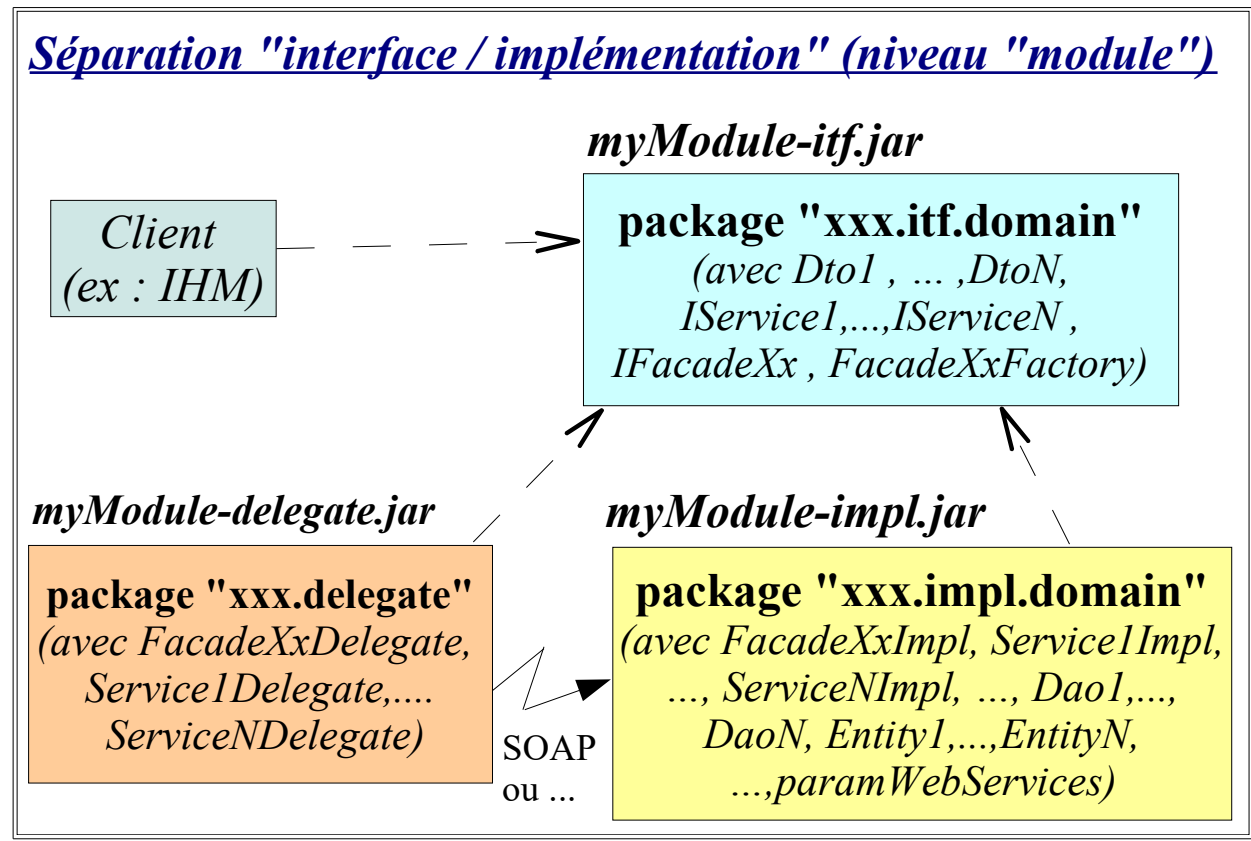 Séparation "interface / implémentation" (niveau "module")
myModule-itf.jar
Client
(ex : IHM)
package "xxx.itf.domain"
(avec Dto1 , ... ,DtoN,
IService1,...,IServiceN ,
IFacadeXx , FacadeXxFactory)
myModule-delegate.jar
package "xxx.delegate"
(avec FacadeXxDelegate,
Service1Delegate,....
ServiceNDelegate)
SOAP
ou ...
myModule-impl.jar
package "xxx.impl.domain"
(avec FacadeXxImpl, Service1Impl,
..., ServiceNImpl, ..., Dao1,...,
DaoN, Entity1,...,EntityN,
...,paramWebServices)